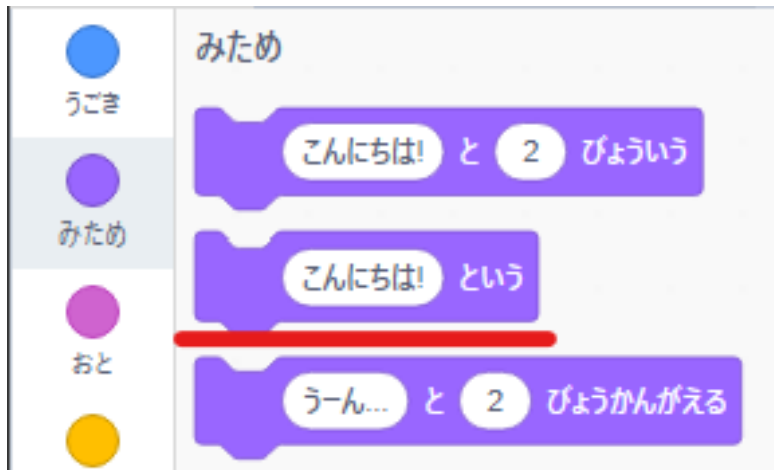 うごき
みため
おと
みため
こんにちは! と 2 びょういう
こんにちは! という
うーん... と 2 びょうかんがえる